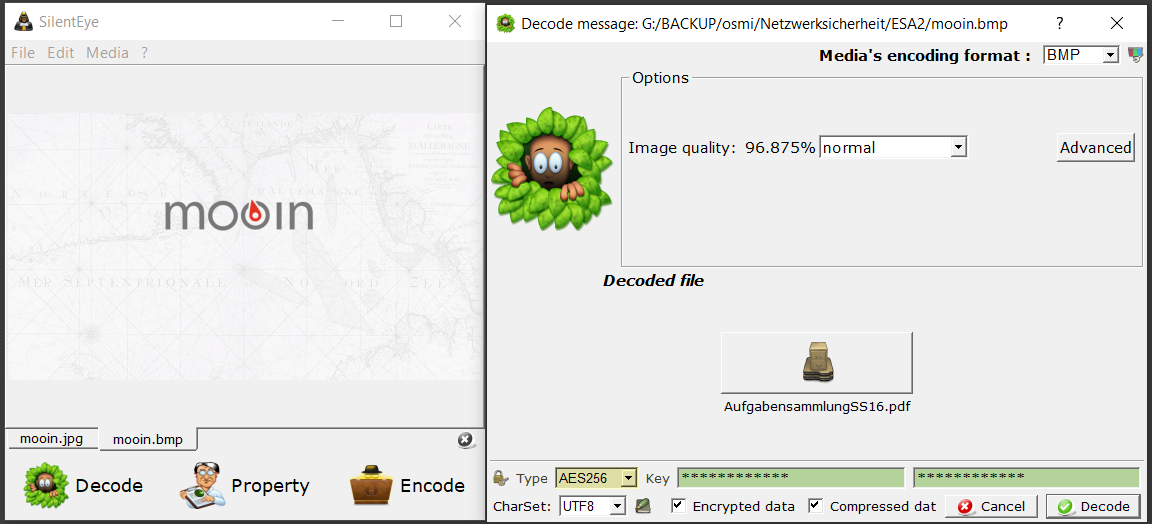 SilentEye
File Edit Media ?
mooin
MER SEPTENTRIONALE
mooin.jpg
mooin.bmp
Decode
Property
Encode
Decode message: G:/BACKUP/osmi/Netzwerksicherheit/ESA2/mooin.bmp
?
Media's encoding format :
BMP
Options
Image quality: 96.875%
normal
Advanced
Decoded file
AufgabensammlungSS16.pdf
Type AES256 Key ************ ************
CharSet: UTF8 Encrypted data Compressed dat Cancel Decode